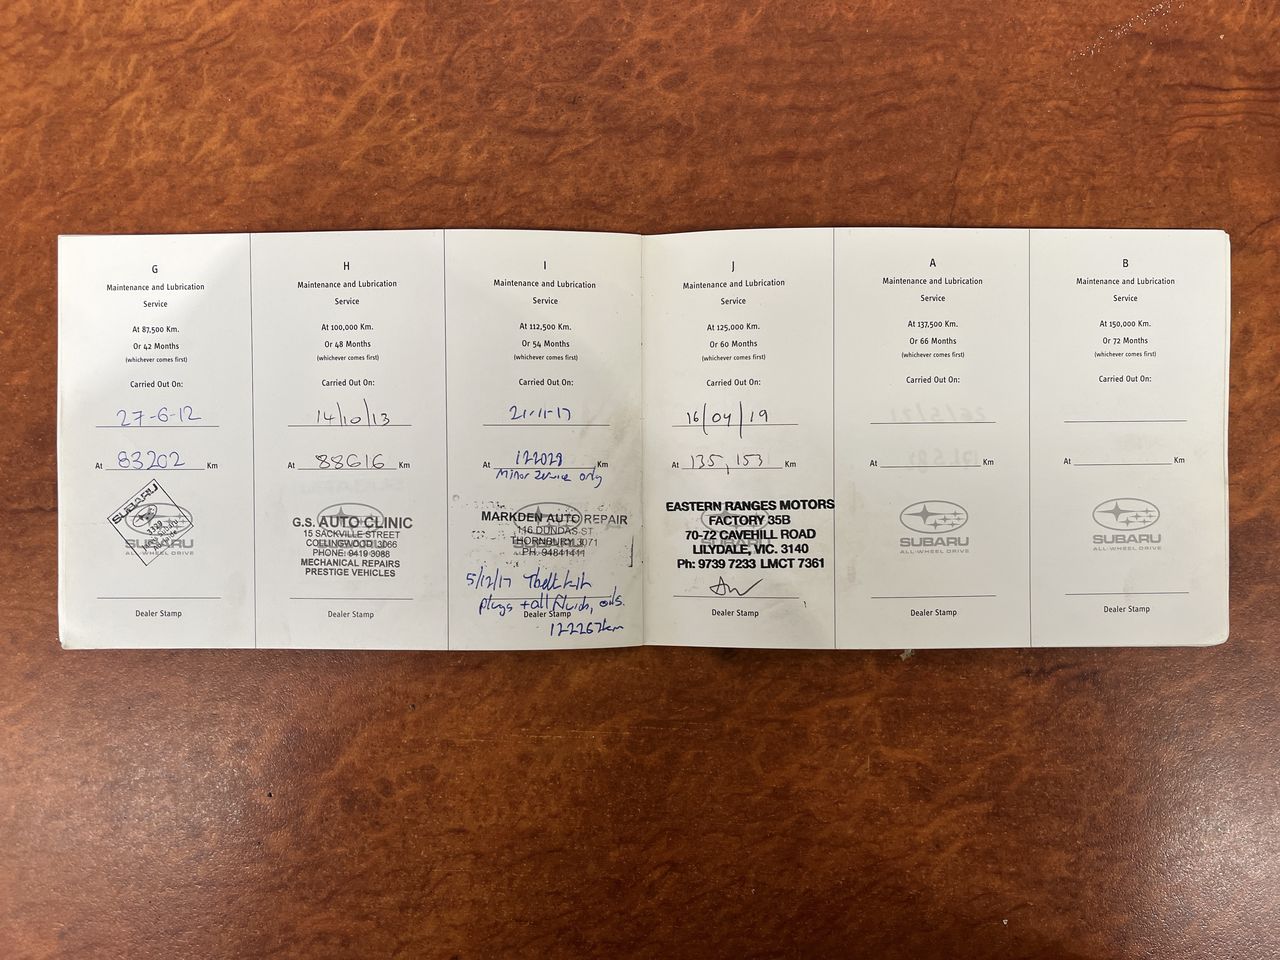 G
Maintenance and Lubrication
Service
At 87,500 Km.
Or 42 Months
(whichever comes first)
Carried Out On:
27-6-12
At 83202 Km
SUBARU
SUBARU
ALL-WHEEL DRIVE
Dealer Stamp
H
Maintenance and Lubrication
Service
At 100,000 Km.
Or 48 Months
(whichever comes first)
Carried Out On:
14/10/13
At 88616 Km
G.S. AUTO CLINIC
15 SACKVILLE STREET
COLLINGWOOD 3066
PHONE: 9419 3088
MECHANICAL REPAIRS
PRESTIGE VEHICLES
Dealer Stamp
I
Maintenance and Lubrication
Service
At 112,500 Km.
Or 54 Months
(whichever comes first)
Carried Out On:
21-11-17
At 122029 Km
Minor Service only
MARKDEN AUTO REPAIR
116 DUNDAS ST
THORNBURY 3071
PH. 94841411
5/12/17 Tbelt kit
plugs + all fluids, oils.
Dealer Stamp
122267km
J
Maintenance and Lubrication
Service
At 125,000 Km.
Or 60 Months
(whichever comes first)
Carried Out On:
16/04/19
At 135,153 Km
EASTERN RANGES MOTORS
FACTORY 35B
70-72 CAVEHILL ROAD
LILYDALE, VIC. 3140
Ph: 9739 7233 LMCT 7361
Dealer Stamp
A
Maintenance and Lubrication
Service
At 137,500 Km.
Or 66 Months
(whichever comes first)
Carried Out On:
At Km
SUBARU
ALL-WHEEL DRIVE
Dealer Stamp
B
Maintenance and Lubrication
Service
At 150,000 Km.
Or 72 Months
(whichever comes first)
Carried Out On:
At Km
SUBARU
ALL-WHEEL DRIVE
Dealer Stamp